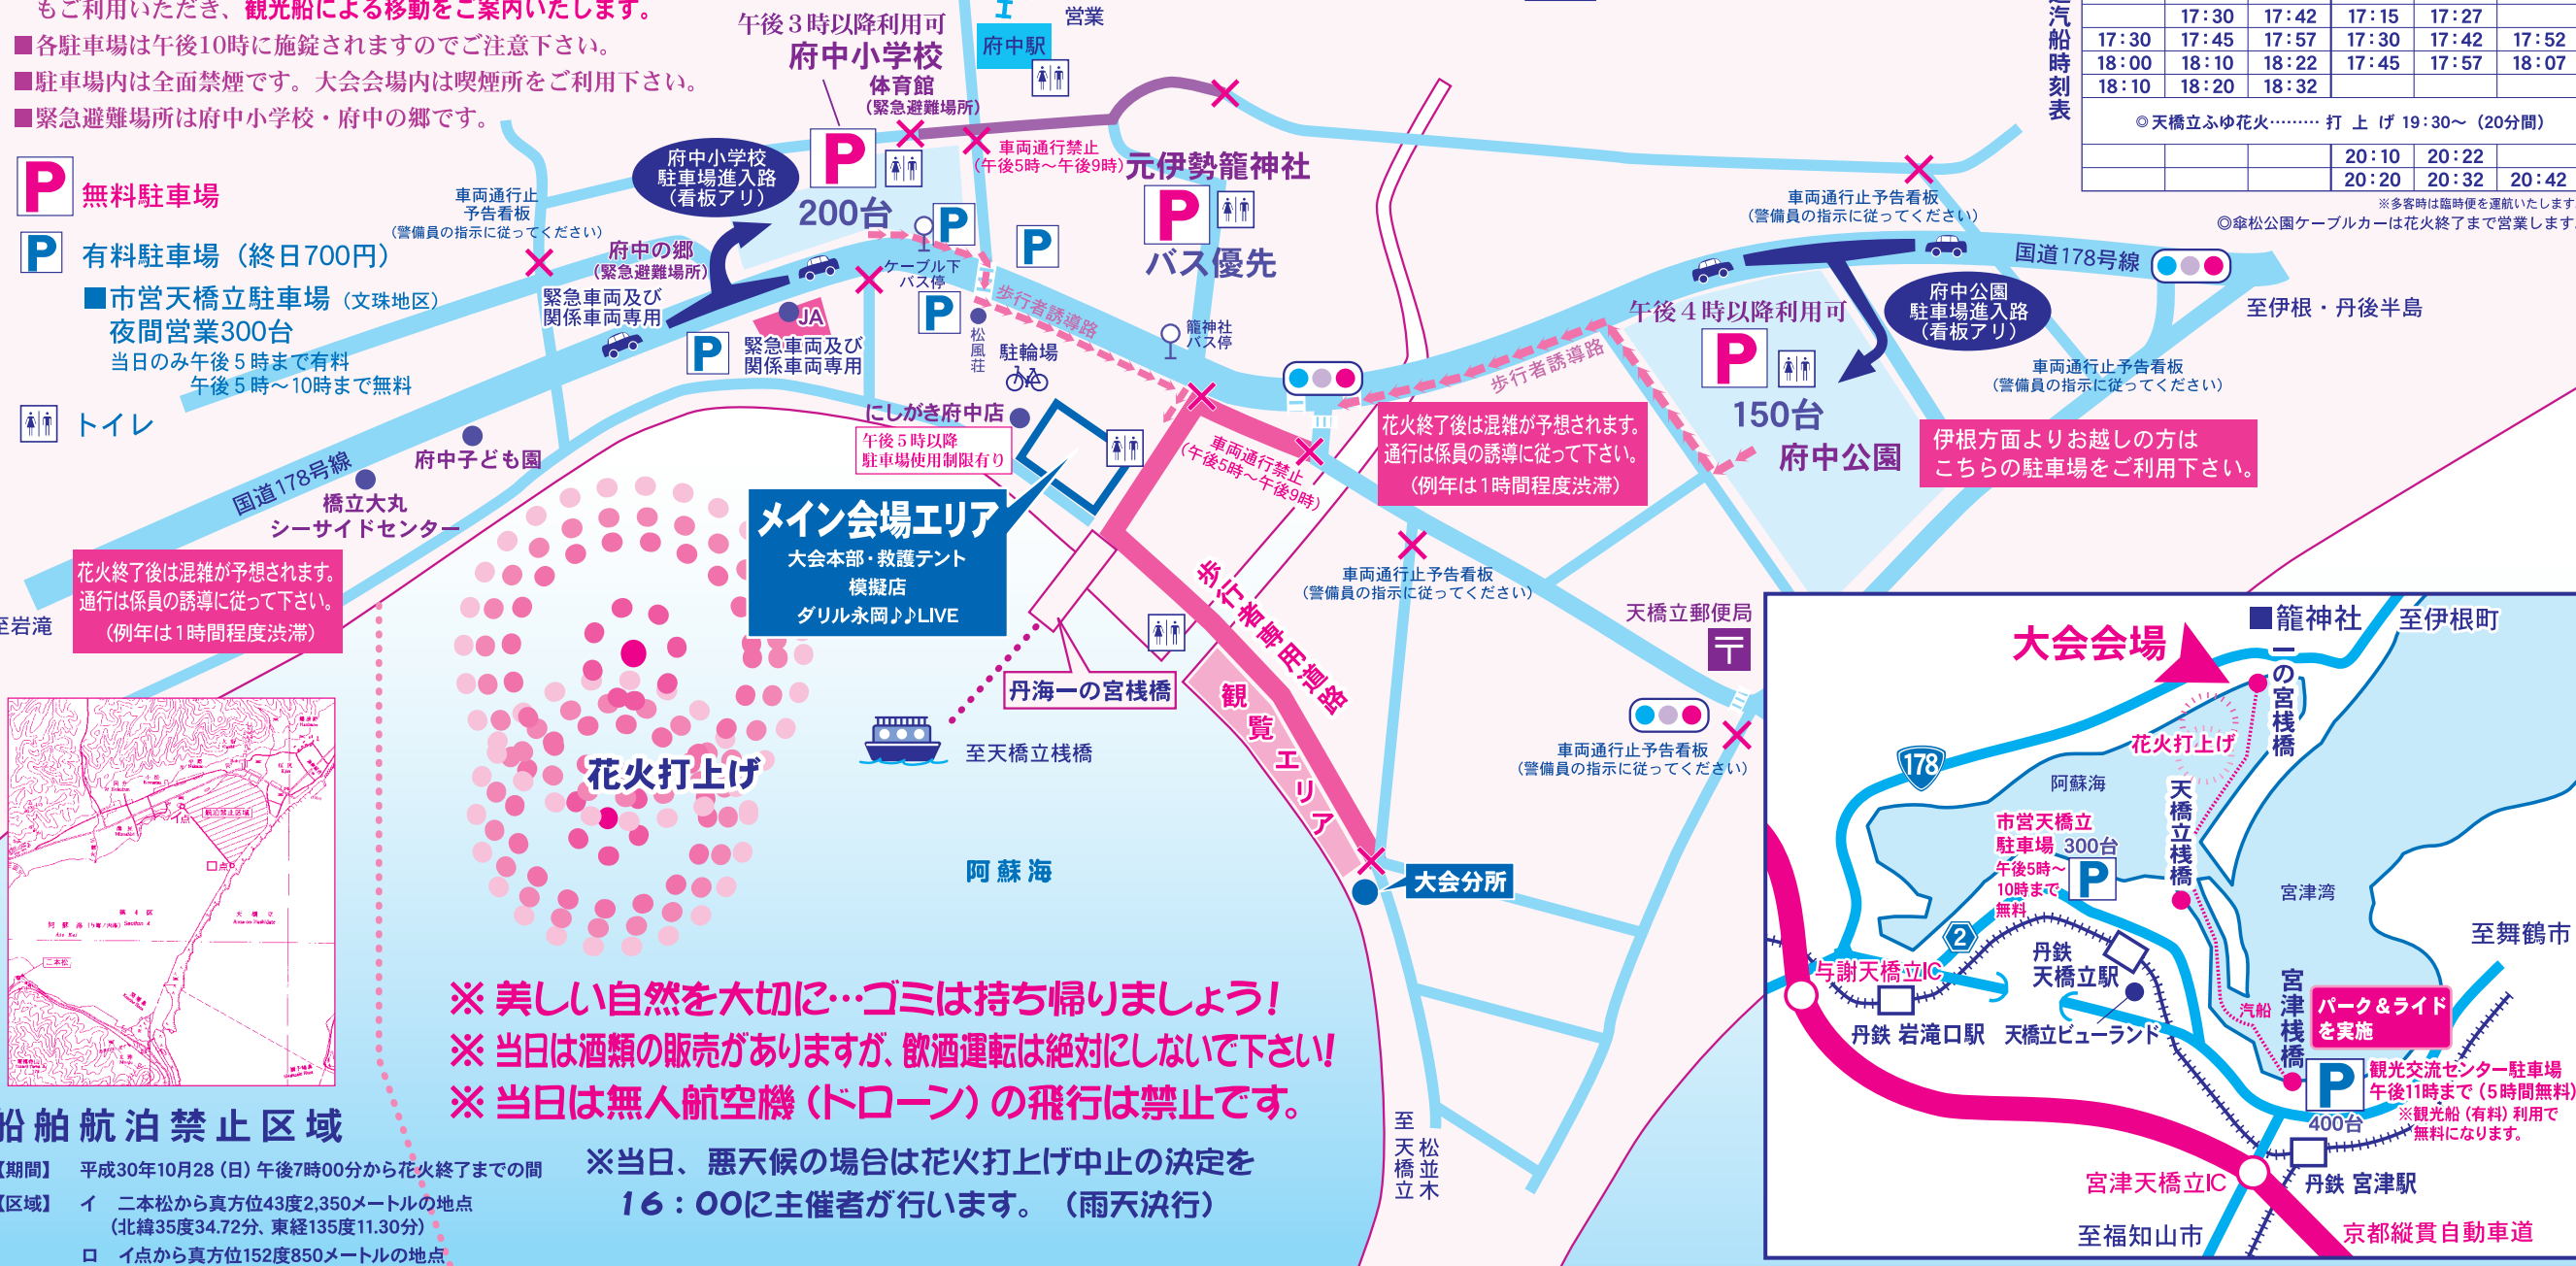 もご利用いただき、観光船による移動をご案内いたします。
■各駐車場は午後10時に施錠されますのでご注意下さい。
■駐車場内は全面禁煙です。大会会場内は喫煙所をご利用下さい。
■緊急避難場所は府中小学校・府中の郷です。
P 無料駐車場
P 有料駐車場（終日700円）
■市営天橋立駐車場（文珠地区）
夜間営業300台
当日のみ午後５時まで有料
午後５時～10時まで無料
トイレ
午後３時以降利用可
府中小学校
体育館
（緊急避難場所）
P
200台
営業
府中駅
府中小学校
駐車場進入路
（看板アリ）
車両通行止
予告看板
（警備員の指示に従ってください）
府中の郷
（緊急避難場所）
緊急車両及び
関係車両専用
車両通行禁止
（午後5時～午後9時）
元伊勢籠神社
P
バス優先
P
P
ケーブル下
バス停
P
P
JA
緊急車両及び
関係車両専用
松風荘
歩行者誘導路
駐輪場
籠神社
バス停
にしがき府中店
午後５時以降
駐車場使用制限有り
府中子ども園
国道178号線
橋立大丸
シーサイドセンター
花火終了後は混雑が予想されます。
通行は係員の誘導に従って下さい。
（例年は1時間程度渋滞）
至岩滝
メイン会場エリア
大会本部・救護テント
模擬店
ダリル永岡♪♪LIVE
車両通行禁止
（午後5時～午後9時）
花火終了後は混雑が予想されます。
通行は係員の誘導に従って下さい。
（例年は1時間程度渋滞）
歩行者誘導路
午後４時以降利用可
P
150台
府中公園
車両通行止予告看板
（警備員の指示に従ってください）
国道178号線
府中公園
駐車場進入路
（看板アリ）
至伊根・丹後半島
車両通行止予告看板
（警備員の指示に従ってください）
伊根方面よりお越しの方は
こちらの駐車場をご利用下さい。
車両通行止予告看板
（警備員の指示に従ってください）
天橋立郵便局
〒
車両通行止予告看板
（警備員の指示に従ってください）
歩行者専用道路
観覧エリア
丹海一の宮桟橋
至天橋立桟橋
花火打上げ
阿蘇海
大会分所
至天橋立
松並木
汽船時刻表
17:30 17:42 17:15 17:27
17:30 17:45 17:57 17:30 17:42 17:52
18:00 18:10 18:22 17:45 17:57 18:07
18:10 18:20 18:32
◎天橋立ふゆ花火……… 打 上 げ 19:30～（20分間）
20:10 20:22
20:20 20:32 20:42
※多客時は臨時便を運航いたします
◎傘松公園ケーブルカーは花火終了まで営業します
※ 美しい自然を大切に…ゴミは持ち帰りましょう！
※ 当日は酒類の販売がありますが、飲酒運転は絶対にしないで下さい！
※ 当日は無人航空機（ドローン）の飛行は禁止です。
※当日、悪天候の場合は花火打上げ中止の決定を
16：00に主催者が行います。（雨天決行）
船舶航泊禁止区域
【期間】 平成30年10月28（日）午後7時00分から花火終了までの間
【区域】 イ 二本松から真方位43度2,350メートルの地点
（北緯35度34.72分、東経135度11.30分）
ロ イ点から真方位152度850メートルの地点
航泊禁止区域
イ点
ロ点
二本松
大会会場
■籠神社
至伊根町
一の宮桟橋
花火打上げ
178
阿蘇海
天橋立桟橋
市営天橋立
駐車場 300台
午後5時～
10時まで
無料
P
宮津湾
至舞鶴市
2
丹鉄
天橋立駅
与謝天橋立IC
丹鉄 岩滝口駅
天橋立ビューランド
汽船
宮津桟橋
パーク＆ライド
を実施
P
400台
観光交流センター駐車場
午後11時まで（5時間無料）
※観光船（有料）利用で
無料になります。
宮津天橋立IC
丹鉄 宮津駅
至福知山市
京都縦貫自動車道